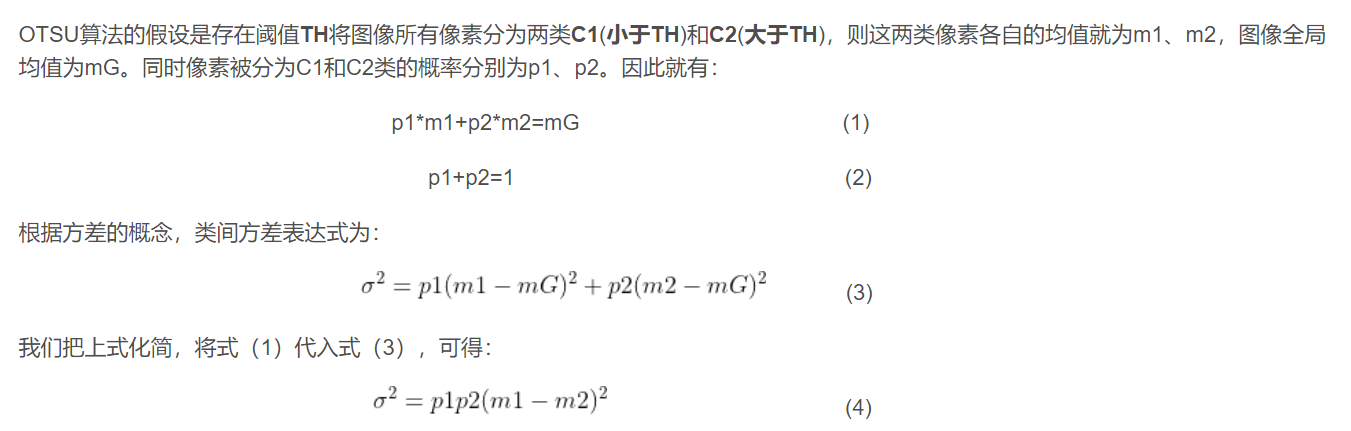 OTSU算法的假设是存在阈值TH将图像所有像素分为两类C1(小于TH)和C2(大于TH)，则这两类像素各自的均值就为m1、m2，图像全局
均值为mG。同时像素被分为C1和C2类的概率分别为p1、p2。因此就有：
p1*m1+p2*m2=mG (1)
p1+p2=1 (2)
根据方差的概念，类间方差表达式为：
σ² = p1(m1 − mG)² + p2(m2 − mG)² (3)
我们把上式化简，将式（1）代入式（3），可得：
σ² = p1p2(m1 − m2)² (4)